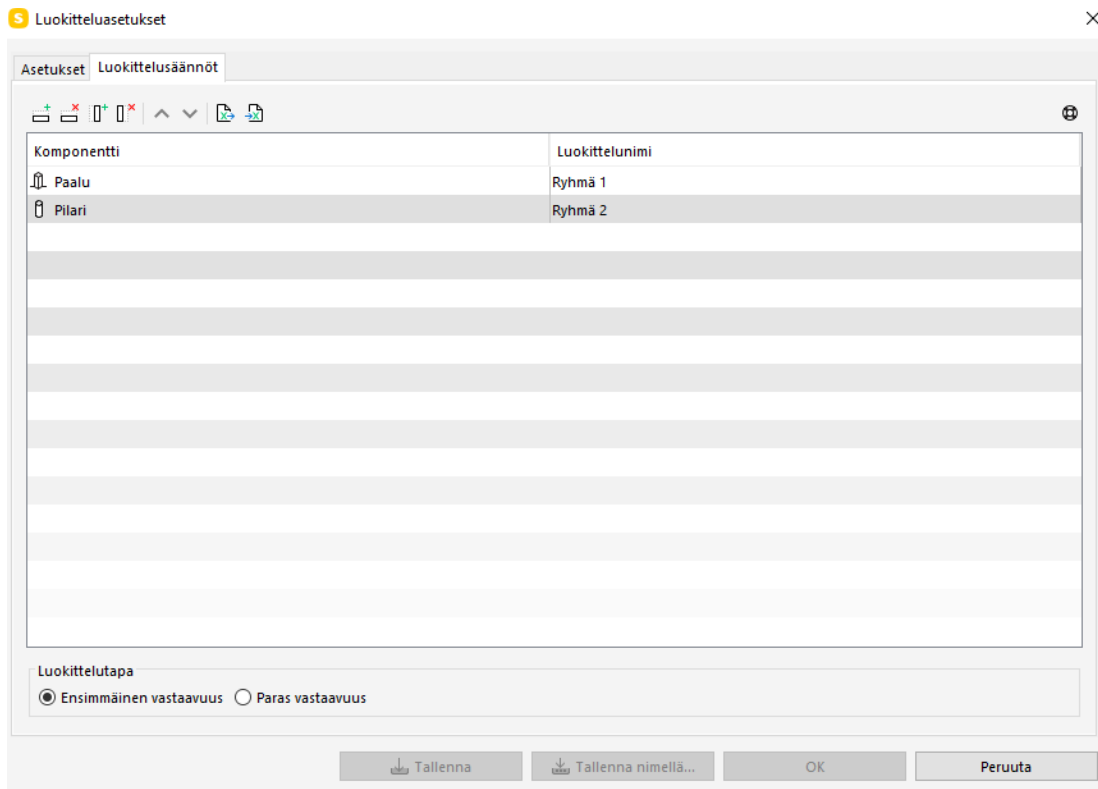 S Luokitteluasetukset
Asetukset Luokittelusäännöt
Komponentti Luokittelunimi
Paalu Ryhmä 1
Pilari Ryhmä 2
Luokittelutapa
Ensimmäinen vastaavuus Paras vastaavuus
Tallenna Tallenna nimellä... OK Peruuta